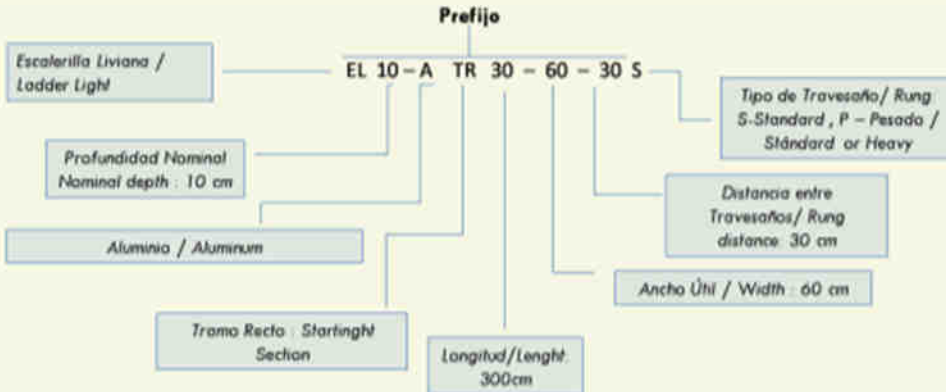 Prefijo
Escalerilla Liviana /
Ladder Light
EL 10-A TR 30 - 60 - 30 S
Tipo de Travesaño/ Rung
S-Standard , P - Pesado /
Stándard or Heavy
Profundidad Nominal
Nominal depth : 10 cm
Distancia entre
Travesaños/ Rung
distance: 30 cm
Aluminio / Aluminum
Ancho Útil / Width : 60 cm
Tramo Recto : Startinght
Section
Longitud/Lenght:
300cm